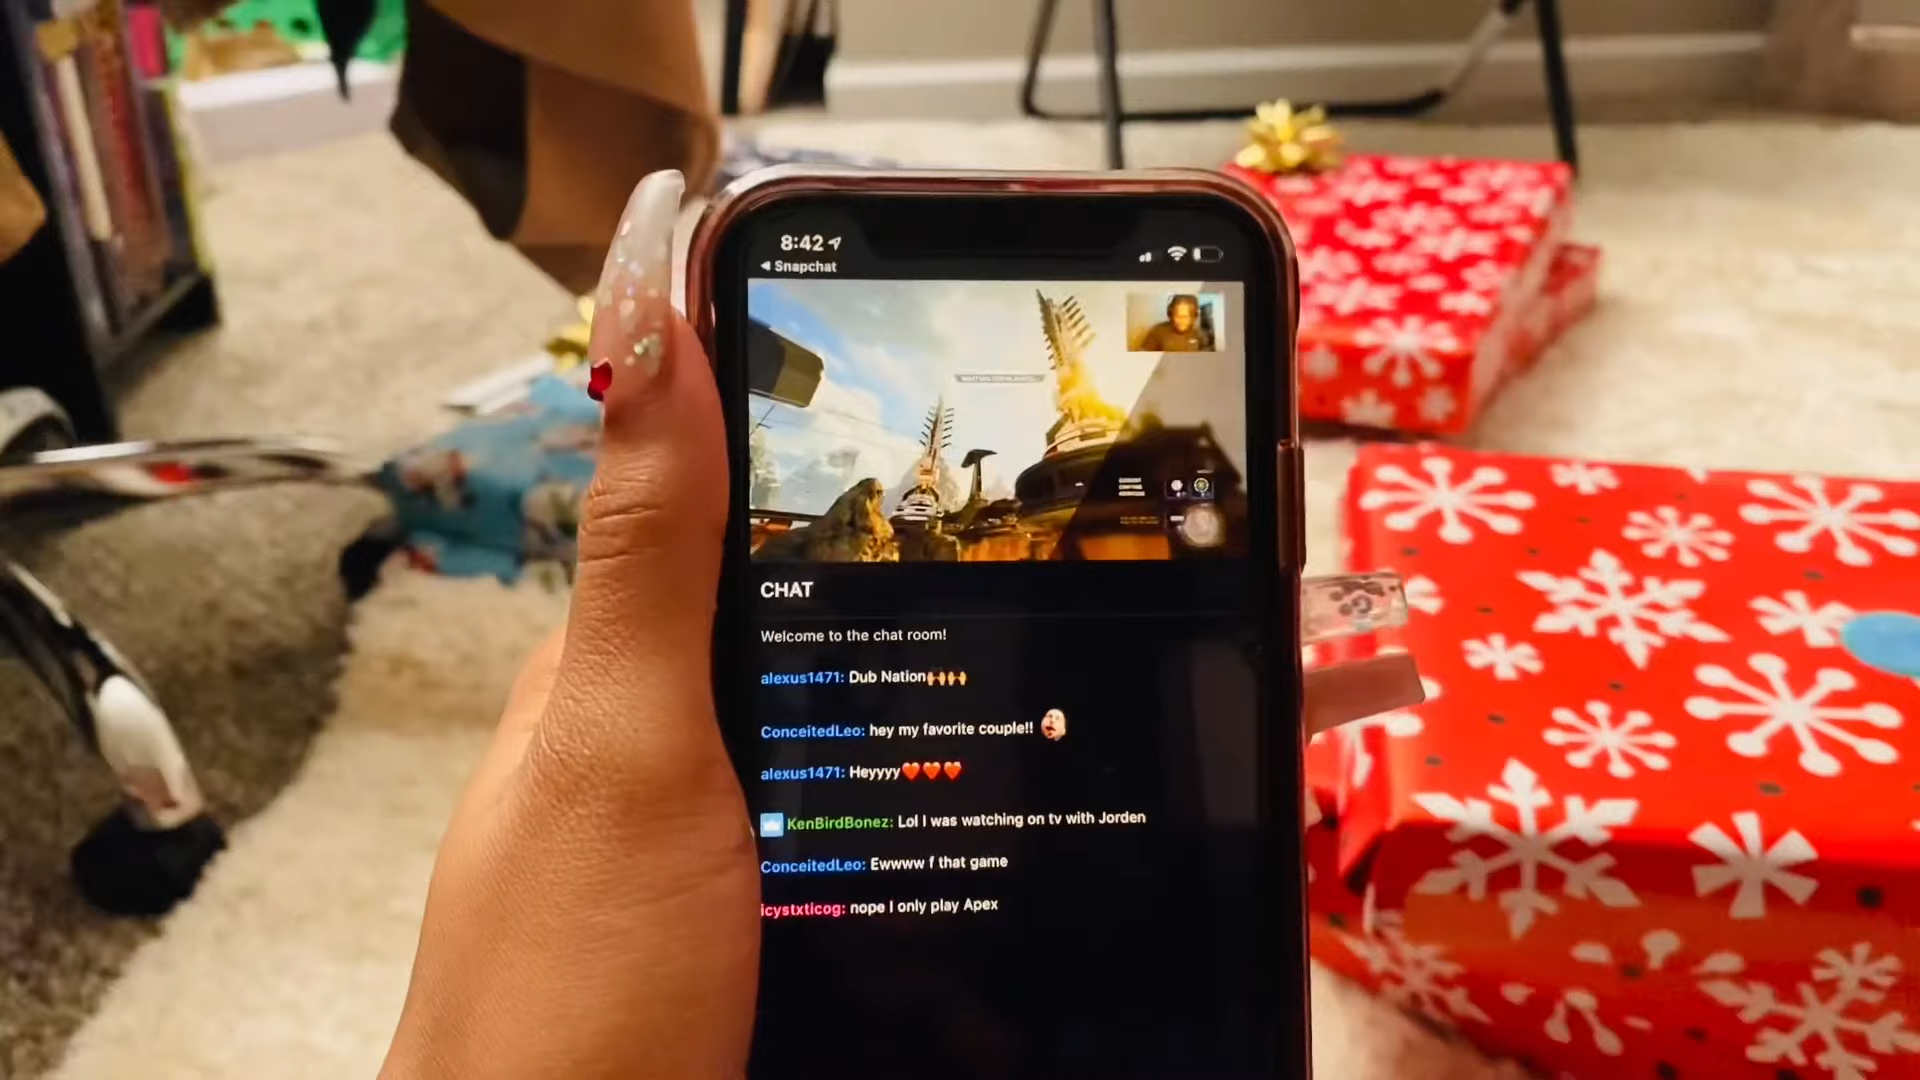 8:42
Snapchat
CHAT
Welcome to the chat room!
alexus1471: Dub Nation🙌🙌
ConceitedLeo: hey my favorite couple!!
alexus1471: Heyyyy❤️❤️❤️
KenBirdBonez: Lol I was watching on tv with Jorden
ConceitedLeo: Ewwww f that game
icystxticog: nope I only play Apex